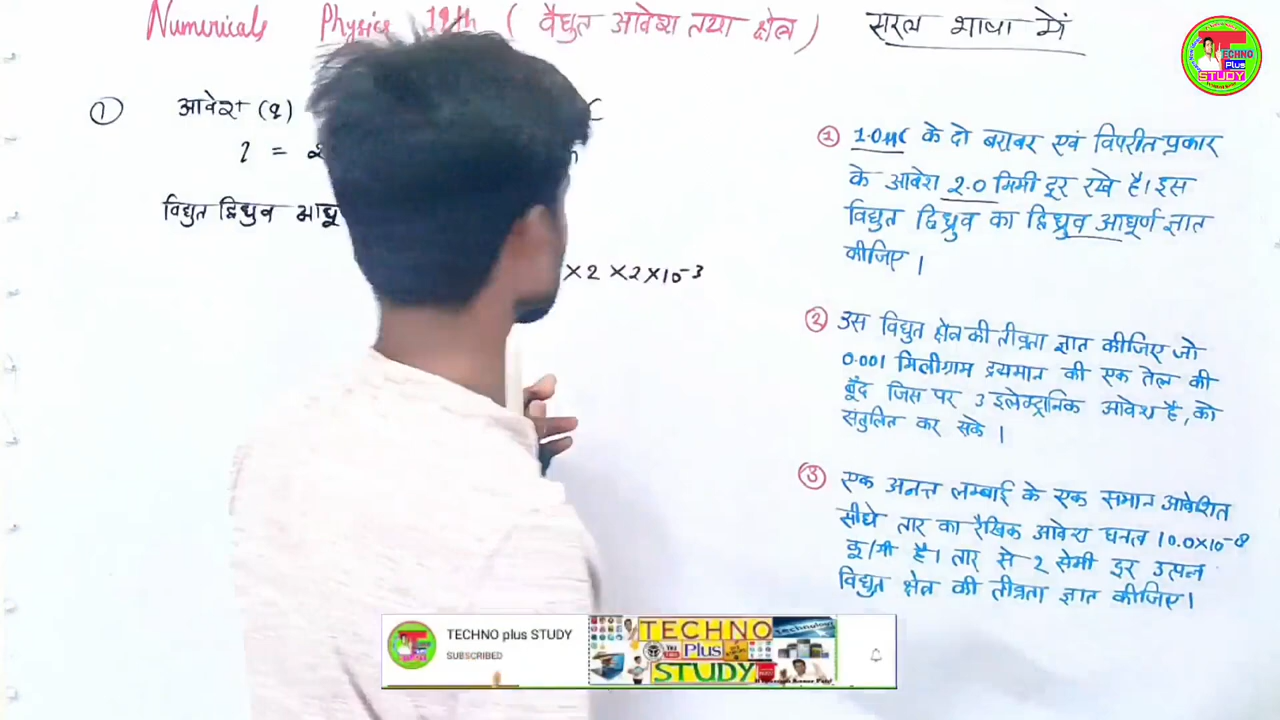 Numericals Physics 12th ( वैधुत आवेश तथा क्षेत्र ) सरल भाषा में
① आवेश (q) C
l = 2
विद्युत द्विध्रुव आघू
× 2 × 2×10⁻³
① 1.0μC के दो बराबर एवं विपरीत प्रकार
के आवेश 2.0 मिमी दूर रखे है। इस
विद्युत द्विध्रुव का द्विध्रुव आघूर्ण ज्ञात
कीजिए।
② उस विद्युत क्षेत्र की तीव्रता ज्ञात कीजिए जो
0.001 मिलीग्राम द्रव्यमान की एक तेल की
बूँद जिस पर 3 इलेक्ट्रानिक आवेश है, को
संतुलित कर सके।
③ एक अनन्त लम्बाई के एक समान आवेशित
सीधे तार का रैखिक आवेश घनत्व 10.0×10⁻⁸
कू/मी है। तार से 2 सेमी दूर उत्पन्न
विद्युत क्षेत्र की तीव्रता ज्ञात कीजिए।
TECHNO
Plus
STUDY
TECHNO plus STUDY
SUBSCRIBED
TECHNO
Plus
STUDY